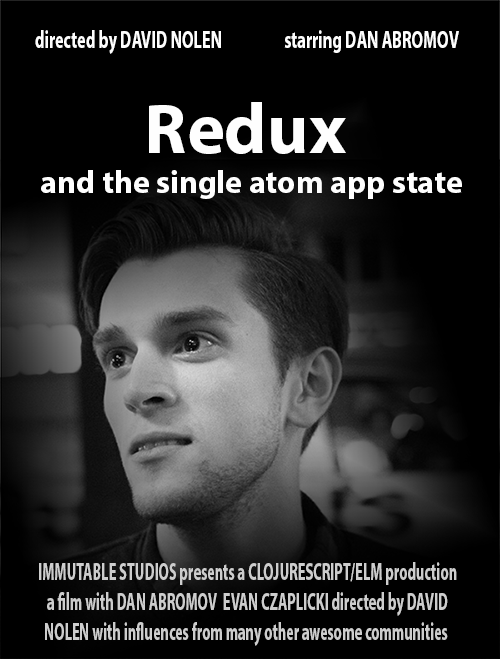 directed by DAVID NOLEN starring DAN ABROMOV
Redux
and the single atom app state
IMMUTABLE STUDIOS presents a CLOJURESCRIPT/ELM production
a film with DAN ABROMOV EVAN CZAPLICKI directed by DAVID
NOLEN with influences from many other awesome communities